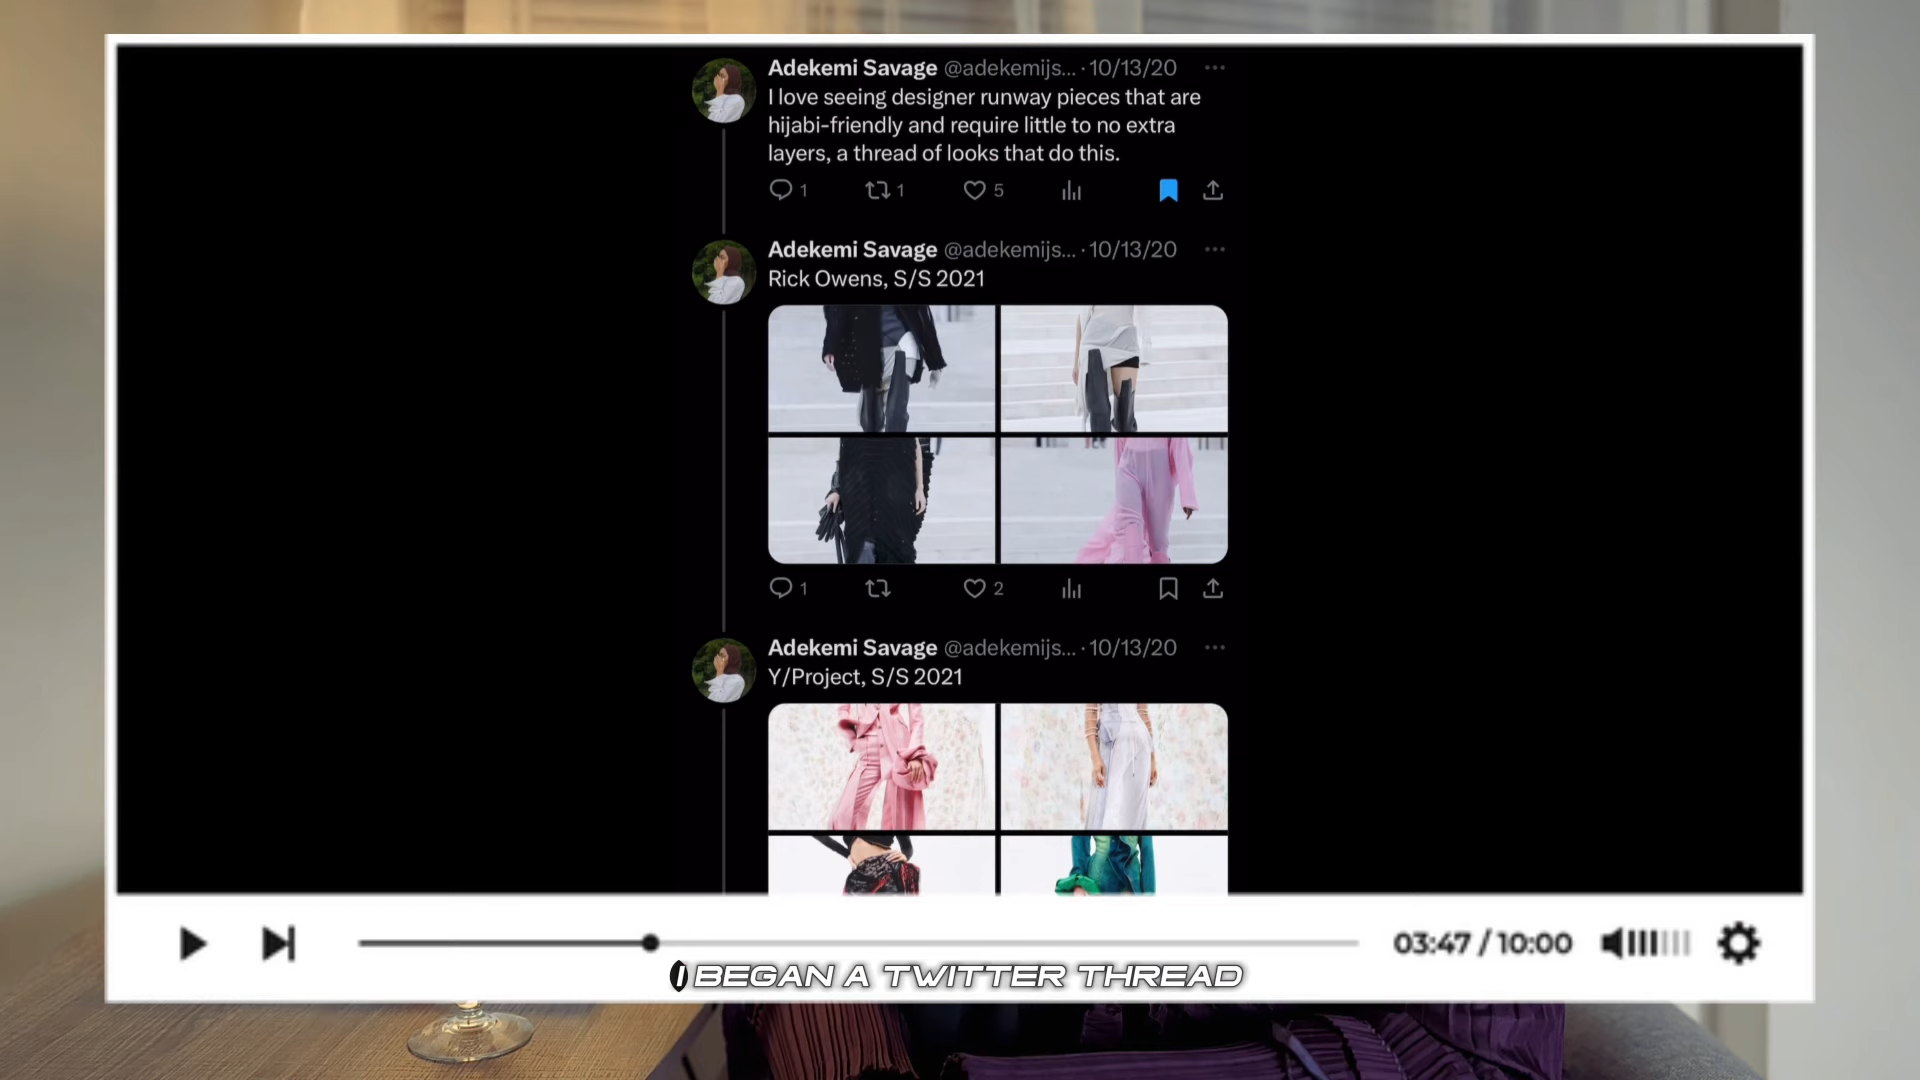 Adekemi Savage @adekemijs... · 10/13/20
I love seeing designer runway pieces that are
hijabi-friendly and require little to no extra
layers, a thread of looks that do this.
1 1 5
Adekemi Savage @adekemijs... · 10/13/20
Rick Owens, S/S 2021
1 2
Adekemi Savage @adekemijs... · 10/13/20
Y/Project, S/S 2021
03:47 / 10:00
I BEGAN A TWITTER THREAD